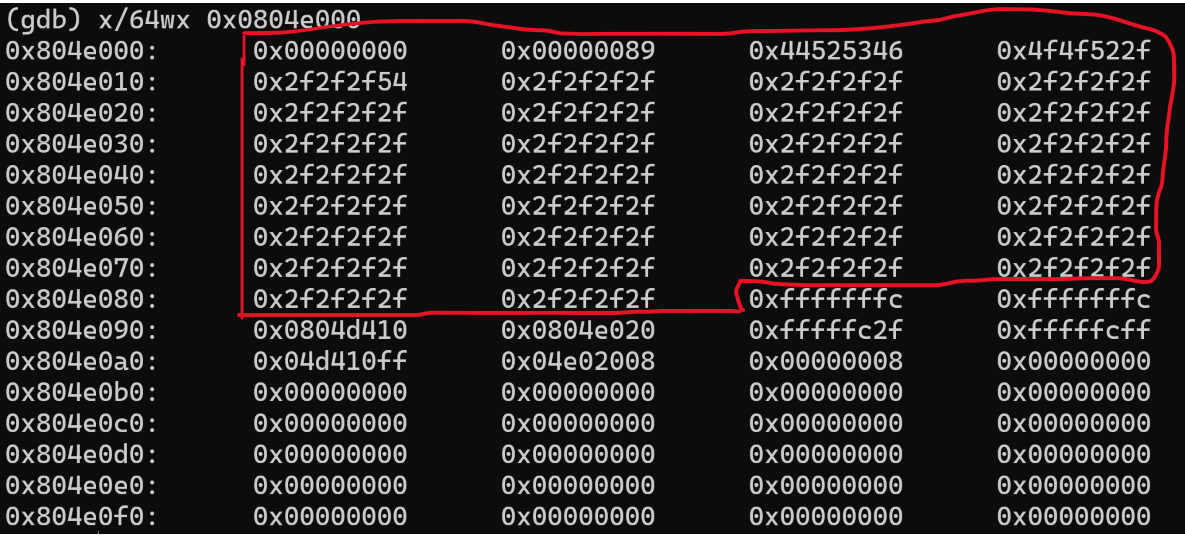 (gdb) x/64wx 0x0804e000
0x804e000: 0x00000000 0x00000089 0x44525346 0x4f4f522f
0x804e010: 0x2f2f2f54 0x2f2f2f2f 0x2f2f2f2f 0x2f2f2f2f
0x804e020: 0x2f2f2f2f 0x2f2f2f2f 0x2f2f2f2f 0x2f2f2f2f
0x804e030: 0x2f2f2f2f 0x2f2f2f2f 0x2f2f2f2f 0x2f2f2f2f
0x804e040: 0x2f2f2f2f 0x2f2f2f2f 0x2f2f2f2f 0x2f2f2f2f
0x804e050: 0x2f2f2f2f 0x2f2f2f2f 0x2f2f2f2f 0x2f2f2f2f
0x804e060: 0x2f2f2f2f 0x2f2f2f2f 0x2f2f2f2f 0x2f2f2f2f
0x804e070: 0x2f2f2f2f 0x2f2f2f2f 0x2f2f2f2f 0x2f2f2f2f
0x804e080: 0x2f2f2f2f 0x2f2f2f2f 0xfffffffc 0xfffffffc
0x804e090: 0x0804d410 0x0804e020 0xfffffc2f 0xfffffcff
0x804e0a0: 0x04d410ff 0x04e02008 0x00000008 0x00000000
0x804e0b0: 0x00000000 0x00000000 0x00000000 0x00000000
0x804e0c0: 0x00000000 0x00000000 0x00000000 0x00000000
0x804e0d0: 0x00000000 0x00000000 0x00000000 0x00000000
0x804e0e0: 0x00000000 0x00000000 0x00000000 0x00000000
0x804e0f0: 0x00000000 0x00000000 0x00000000 0x00000000